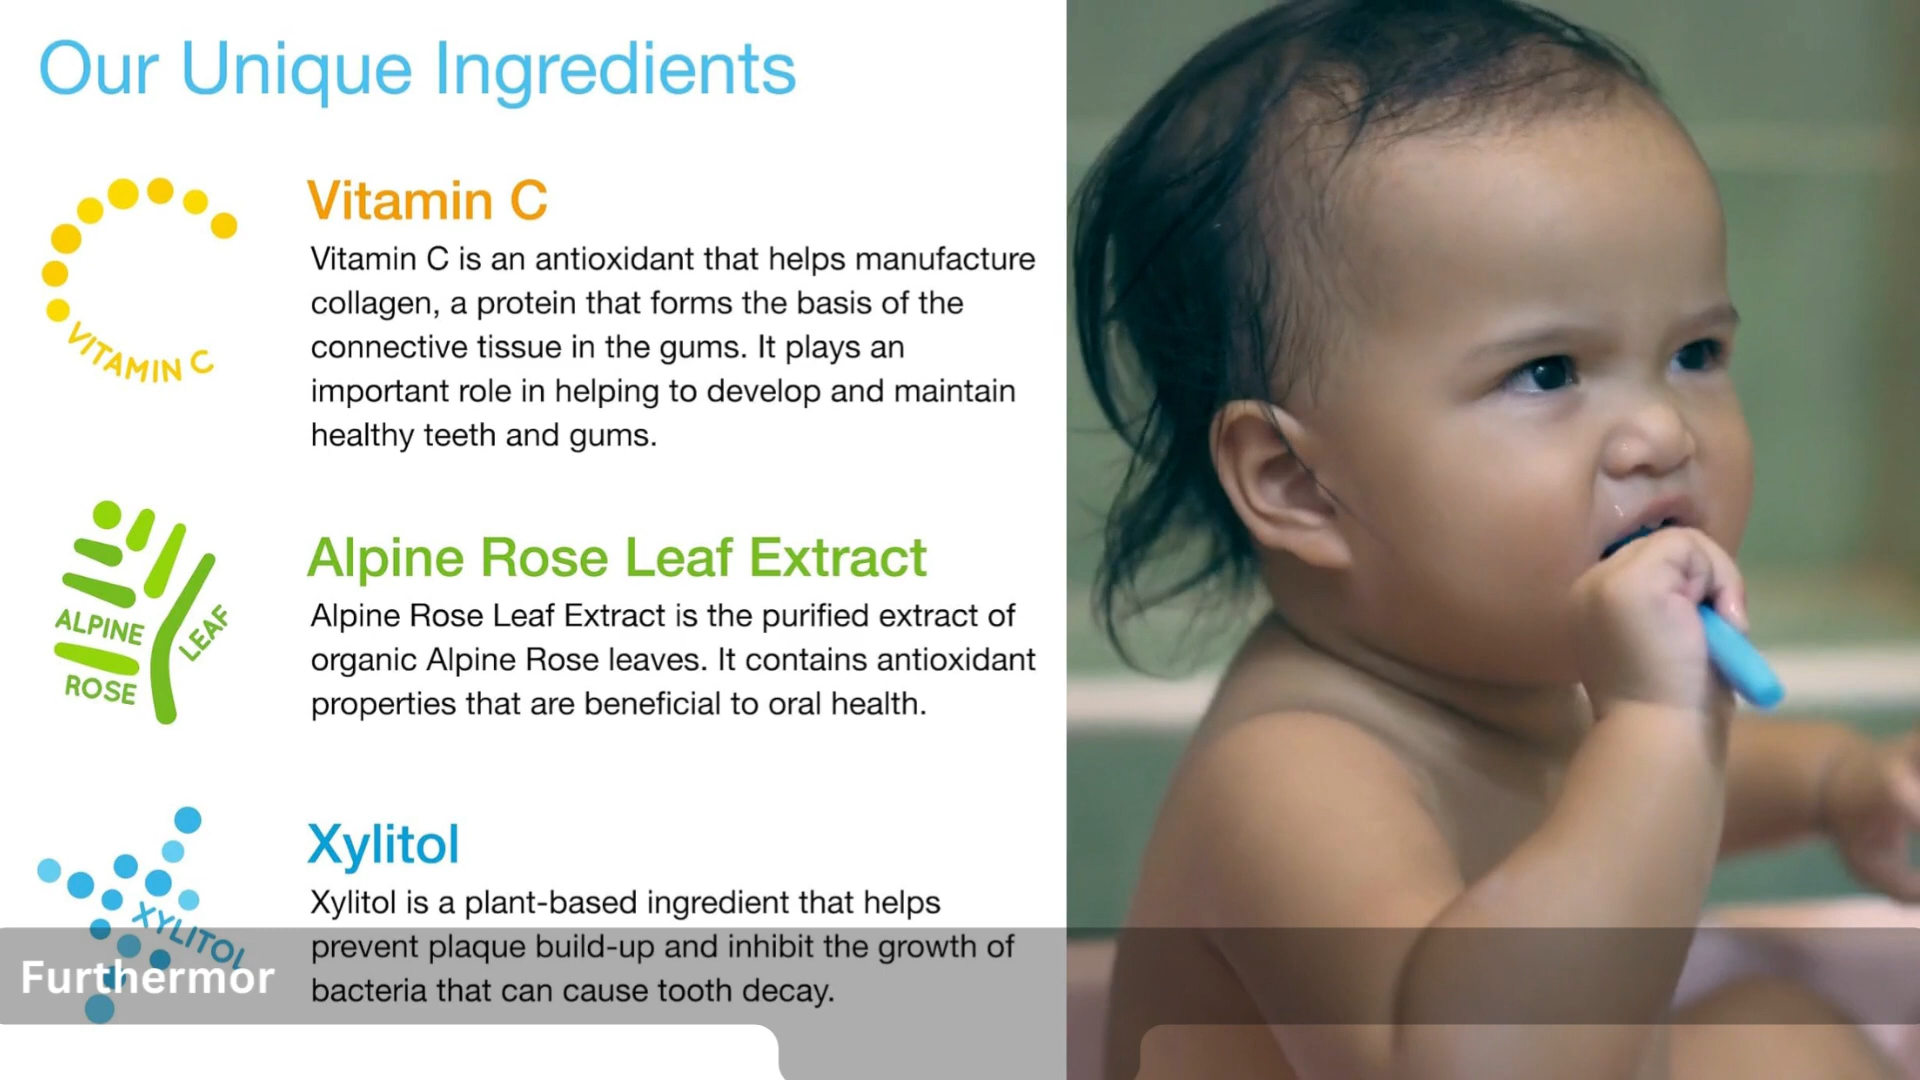 Our Unique Ingredients
VITAMIN C
Vitamin C
Vitamin C is an antioxidant that helps manufacture
collagen, a protein that forms the basis of the
connective tissue in the gums. It plays an
important role in helping to develop and maintain
healthy teeth and gums.
ALPINE
ROSE
LEAF
Alpine Rose Leaf Extract
Alpine Rose Leaf Extract is the purified extract of
organic Alpine Rose leaves. It contains antioxidant
properties that are beneficial to oral health.
XYLITOL
Xylitol
Xylitol is a plant-based ingredient that helps
prevent plaque build-up and inhibit the growth of
bacteria that can cause tooth decay.
Furthermor